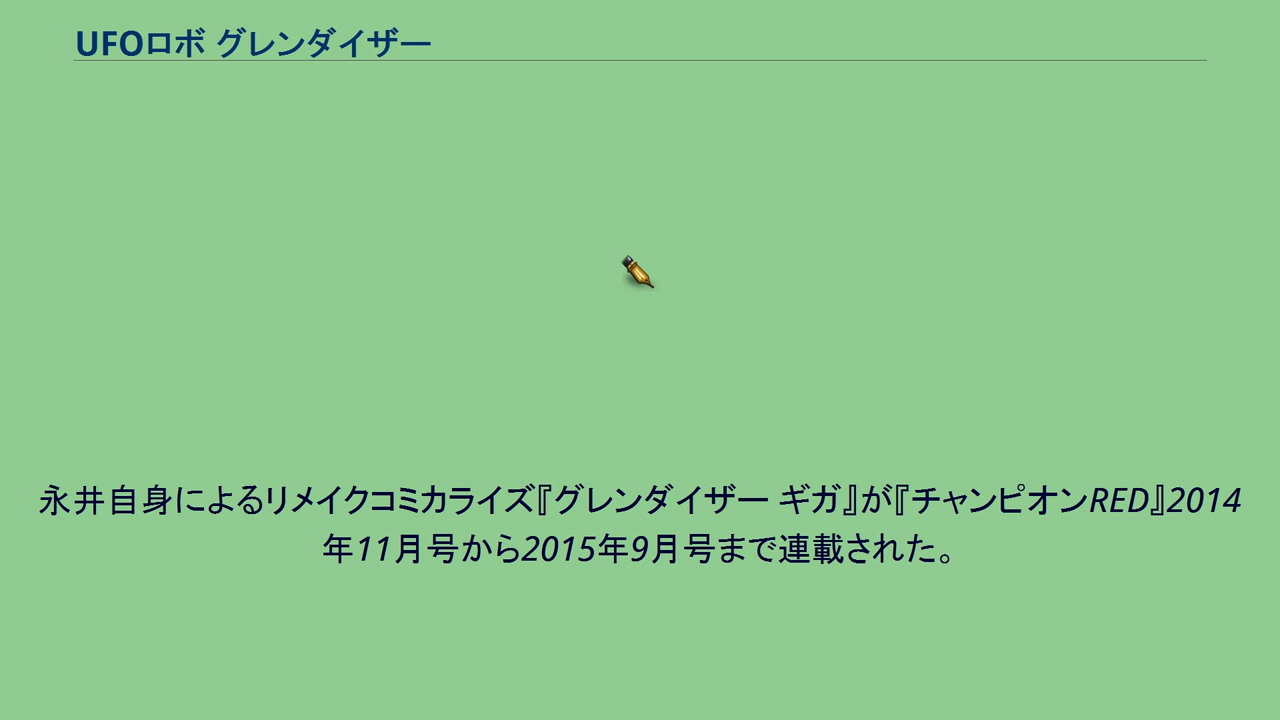 UFOロボ グレンダイザー
永井自身によるリメイクコミカライズ『グレンダイザー ギガ』が『チャンピオンRED』2014
年11月号から2015年9月号まで連載された。